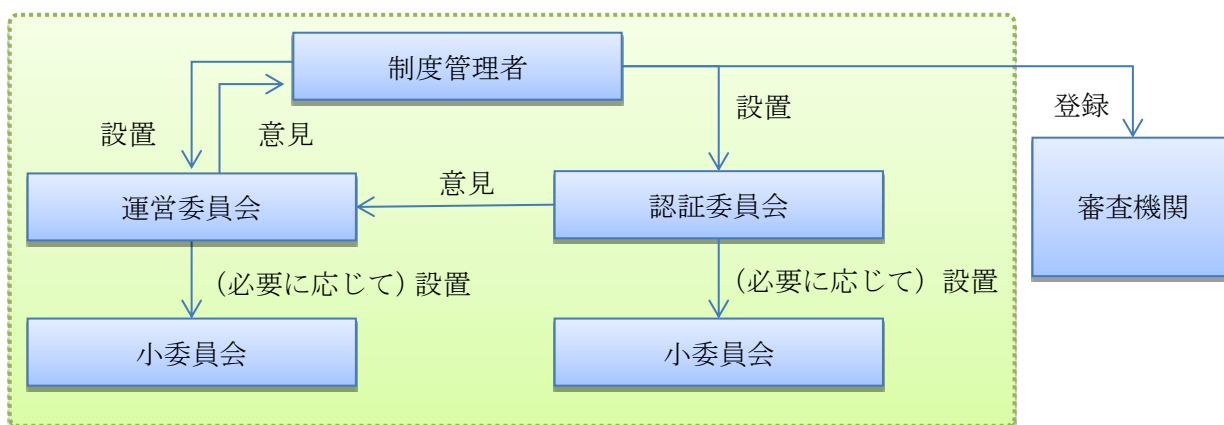 制度管理者
設置
意見
設置
登録
運営委員会
意見
認証委員会
審査機関
(必要に応じて)設置
(必要に応じて) 設置
小委員会
小委員会